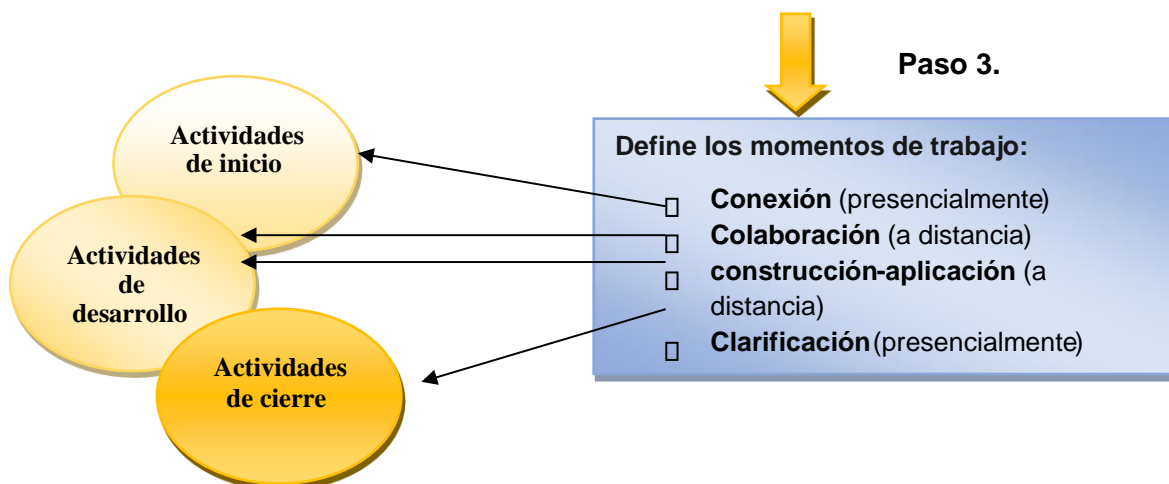 Paso 3.
Actividades
de inicio
Actividades
de
desarrollo
Actividades
de cierre
Define los momentos de trabajo:
Conexión (presencialmente)
Colaboración (a distancia)
construcción-aplicación (a
distancia)
Clarificación (presencialmente)